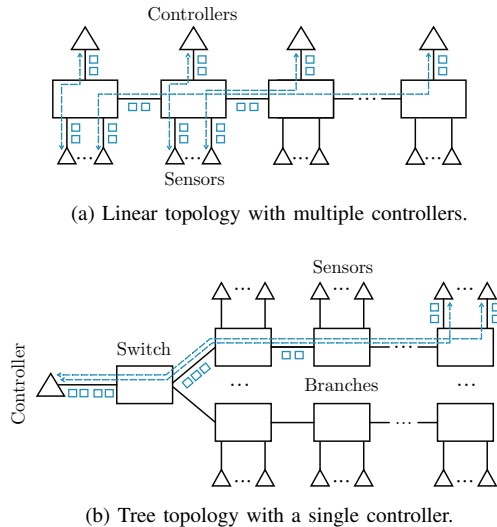 Controllers
...
... ...
Sensors
(a) Linear topology with multiple controllers.
Sensors
... ... ...
Switch
...
Controller
... Branches ...
...
... ... ...
(b) Tree topology with a single controller.